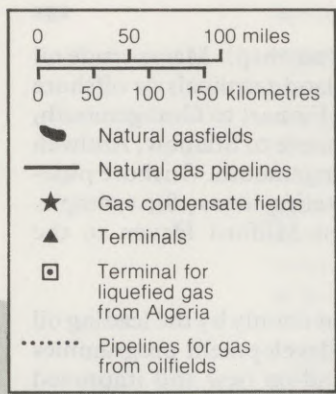 0 50 100 miles
0 50 100 150 kilometres
Natural gasfields
Natural gas pipelines
Gas condensate fields
Terminals
Terminal for
liquefied gas
from Algeria
Pipelines for gas
from oilfields